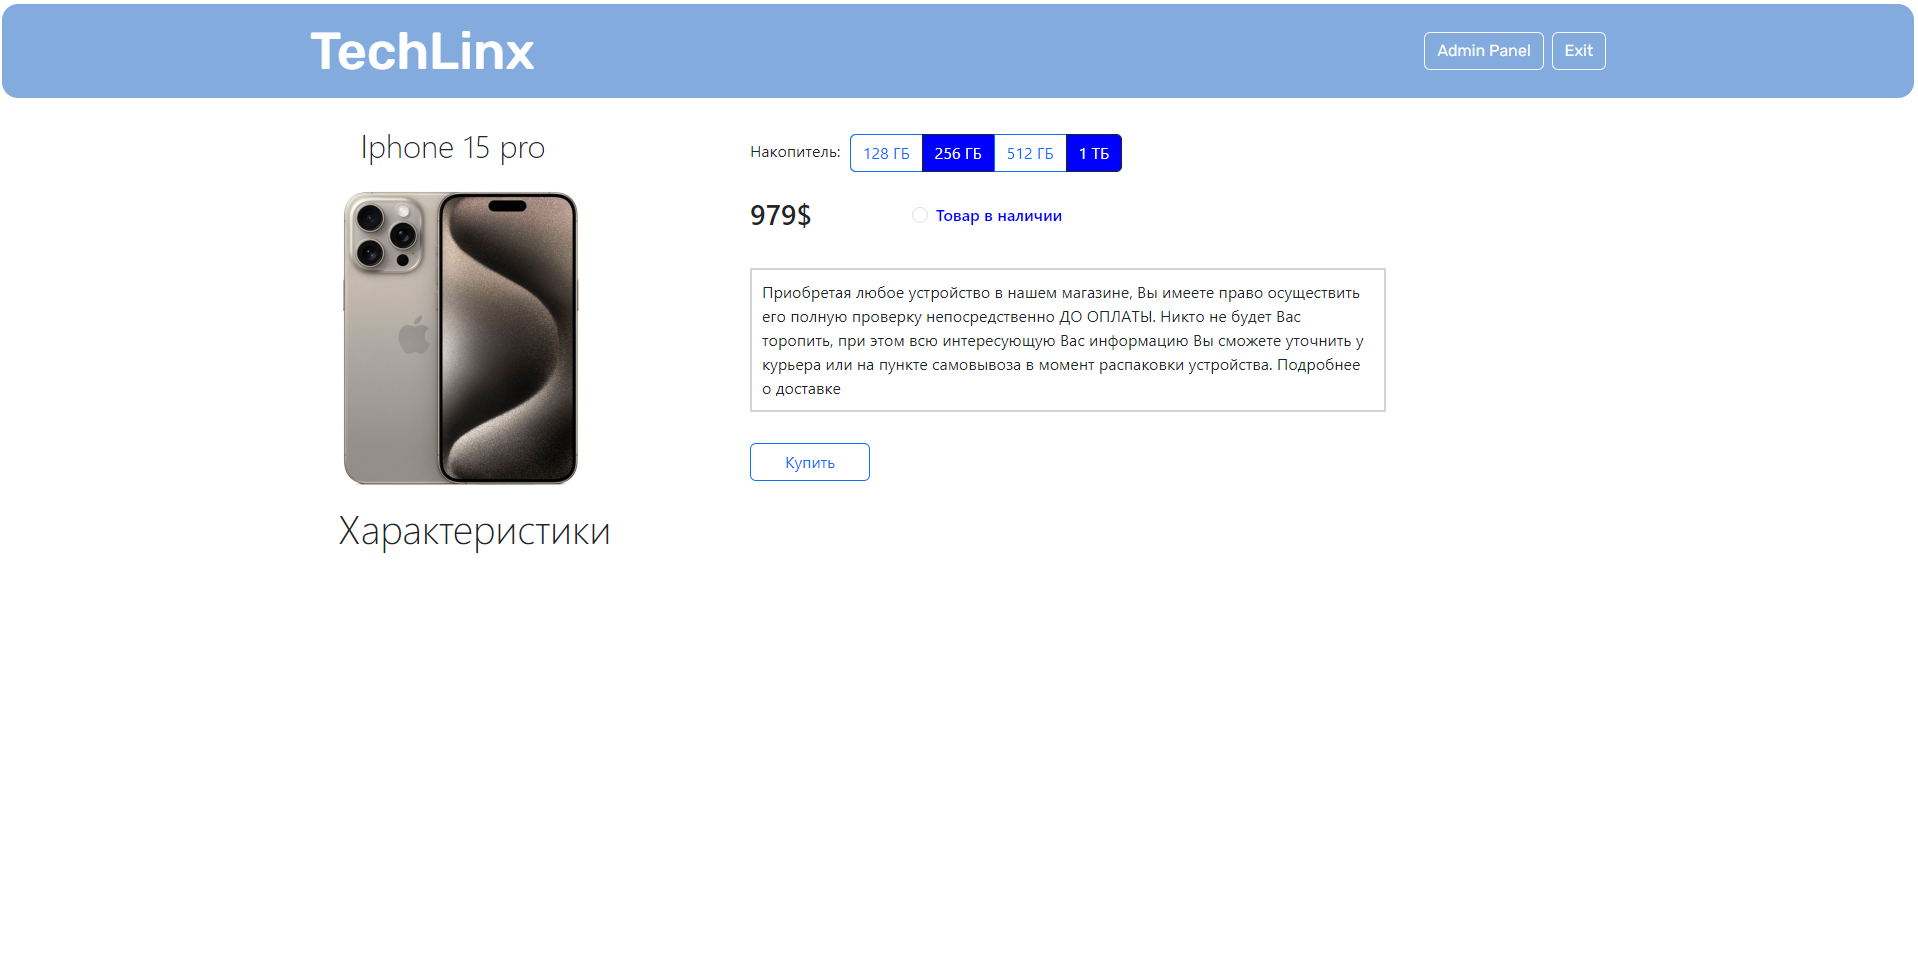 TechLinx
Admin Panel
Exit
Iphone 15 pro
Накопитель:
128 ГБ
256 ГБ
512 ГБ
1 ТБ
979$
Товар в наличии
Приобретая любое устройство в нашем магазине, Вы имеете право осуществить
его полную проверку непосредственно ДО ОПЛАТЫ. Никто не будет Вас
торопить, при этом всю интересующую Вас информацию Вы сможете уточнить у
курьера или на пункте самовывоза в момент распаковки устройства. Подробнее
о доставке
Купить
Характеристики